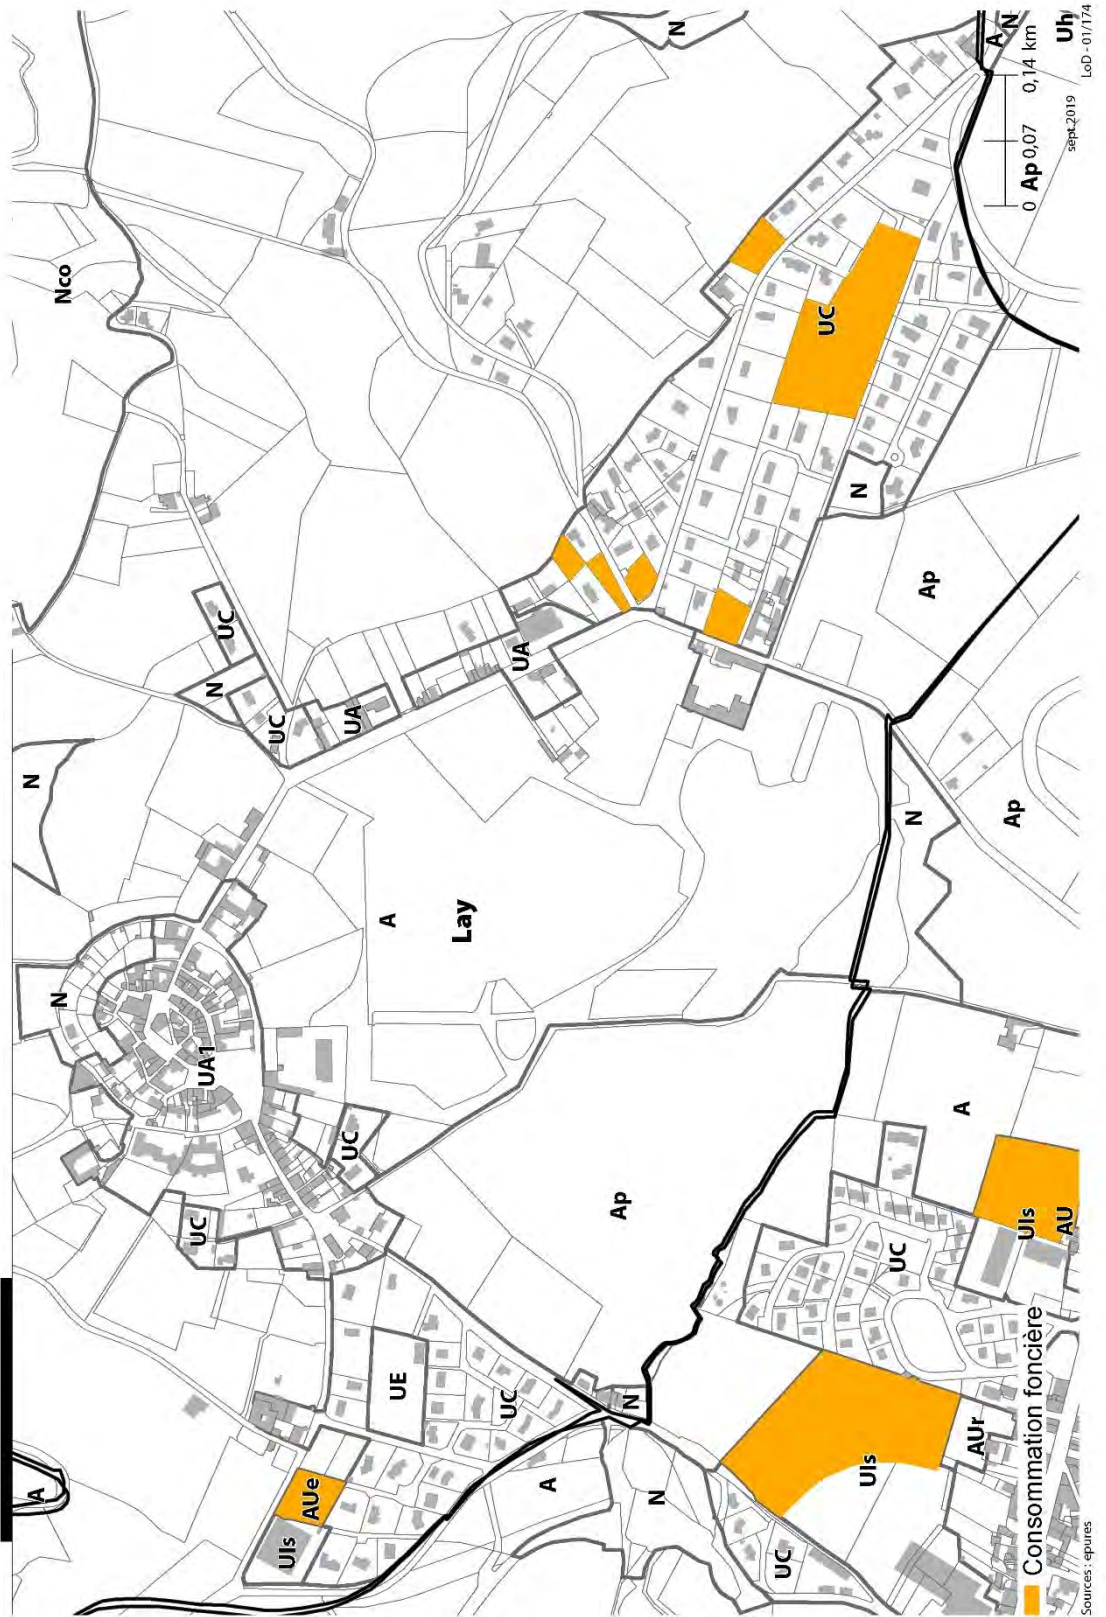 A
UIs
AUe
UE
UC
UC
N
UA1
UC
N
N
UC
N
UC
UA
UA
Nco
N
A
Lay
Ap
A
N
N
UC
UIs
AUr
UC
A
UIs
AU
N
Ap
Ap
N
UC
A
N
Uh
0 Ap 0,07 0,14 km
Consommation foncière
Sources : epures
sept.2019
LoD - 01/174